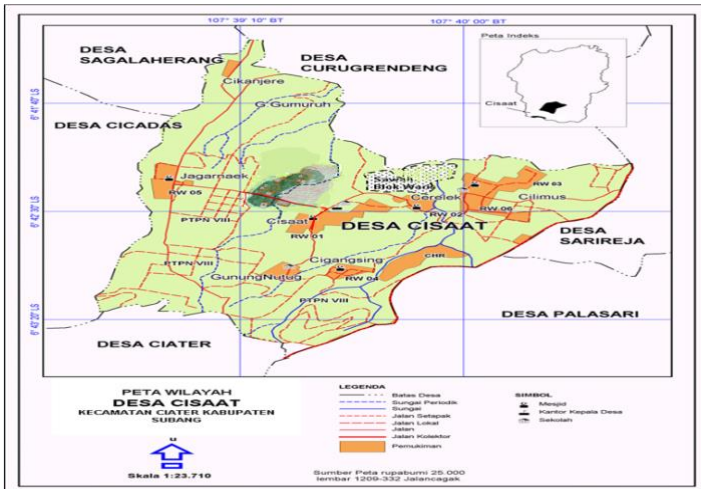 107° 39' 10" BT
107° 40' 00" BT
DESA
SAGALAHERANG
DESA
CURUGRENDENG
Peta Indeks
Cisaat
Cikanjere
G.Gumuruh
6° 41' 40" LS
DESA CICADAS
Jagarnaek
RW 05
Sawah
Blok Wadi
Cerelek
RW 03
Cilimus
RW 02
RW 06
6° 42' 30" LS
PTPN VIII
Cisaat
RW 01
DESA CISAAT
DESA
SARIREJA
PTPN VIII
Cigangsing
CHR
GunungNutug
RW 04
PTPN VIII
6° 43' 20" LS
DESA PALASARI
DESA CIATER
PETA WILAYAH
DESA CISAAT
KECAMATAN CIATER KABUPATEN
SUBANG
U
Skala 1:23.710
LEGENDA
Batas Desa
Sungai Periodik
Sungai
Jalan Setapak
Jalan Lokal
Jalan
Jalan Kolektor
Pemukiman
SIMBOL
Mesjid
Kantor Kepala Desa
Sekolah
Sumber Peta rupabumi 25.000
lembar 1209-332 Jalancagak